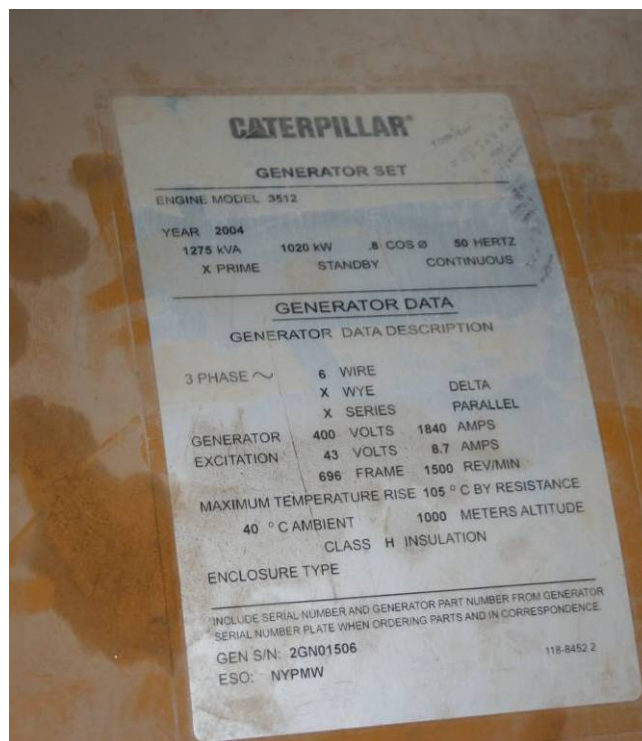 CATERPILLAR®
GENERATOR SET
ENGINE MODEL 3512
YEAR 2004
1275 kVA 1020 kW .8 COS Ø 50 HERTZ
X PRIME STANDBY CONTINUOUS
GENERATOR DATA
GENERATOR DATA DESCRIPTION
3 PHASE ~ 6 WIRE
X WYE DELTA
X SERIES PARALLEL
GENERATOR 400 VOLTS 1840 AMPS
EXCITATION 43 VOLTS 8.7 AMPS
696 FRAME 1500 REV/MIN
MAXIMUM TEMPERATURE RISE 105 ° C BY RESISTANCE
40 ° C AMBIENT 1000 METERS ALTITUDE
CLASS H INSULATION
ENCLOSURE TYPE
INCLUDE SERIAL NUMBER AND GENERATOR PART NUMBER FROM GENERATOR
SERIAL NUMBER PLATE WHEN ORDERING PARTS AND IN CORRESPONDENCE.
GEN S/N: 2GN01506 118-8452 2
ESO: NYPMW